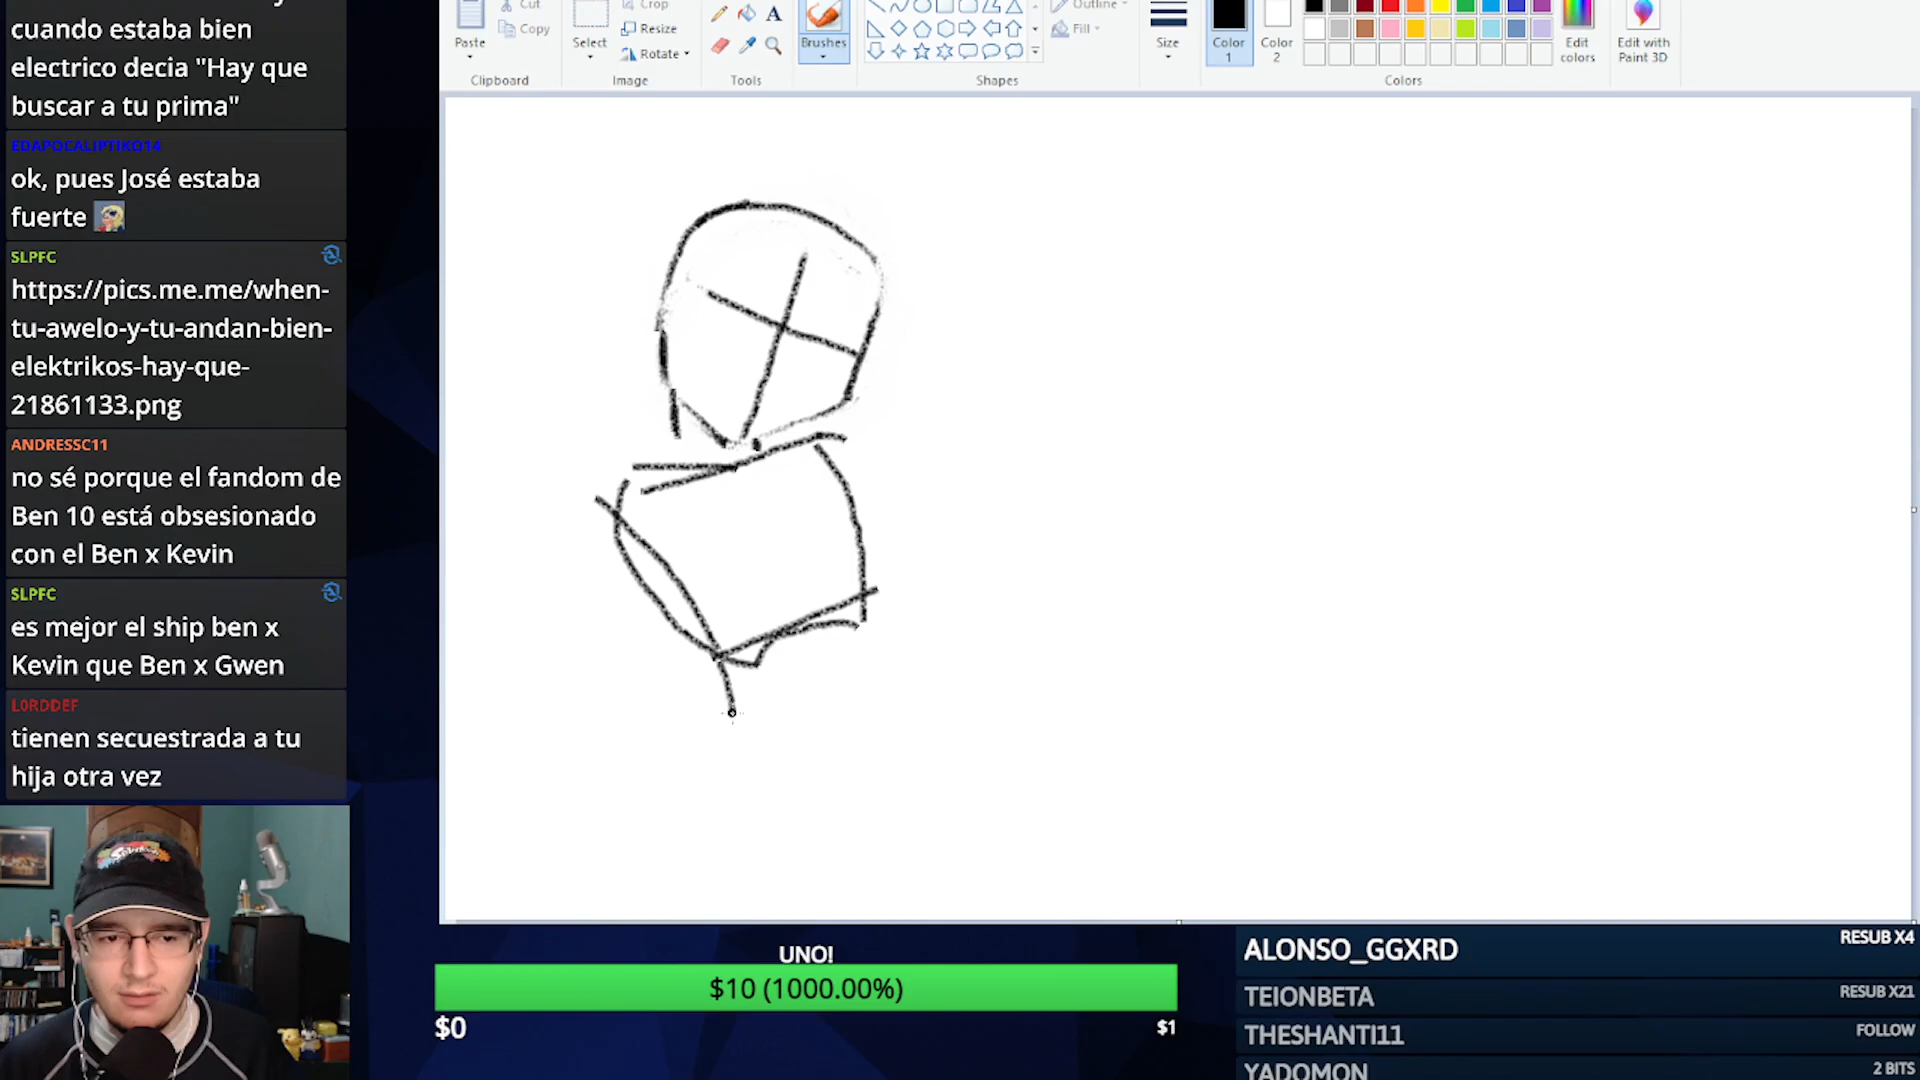 cuando estaba bien
electrico decia "Hay que
buscar a tu prima"
EDAPOCALIPTIKO14
ok, pues José estaba
fuerte
SLPFC
https://pics.me.me/when-
tu-awelo-y-tu-andan-bien-
elektrikos-hay-que-
21861133.png
ANDRESSC11
no sé porque el fandom de
Ben 10 está obsesionado
con el Ben x Kevin
SLPFC
es mejor el ship ben x
Kevin que Ben x Gwen
L0RDDEF
tienen secuestrada a tu
hija otra vez
Paste
Cut
Copy
Clipboard
Select
Crop
Resize
Rotate
Image
A
Tools
Brushes
Shapes
Outline
Fill
Size
Color
1
Color
2
Colors
Edit
colors
Edit with
Paint 3D
UNO!
$10 (1000.00%)
$0
$1
ALONSO_GGXRD
RESUB X4
TEIONBETA
RESUB X21
THESHANTI11
FOLLOW
YADOMON
2 BITS